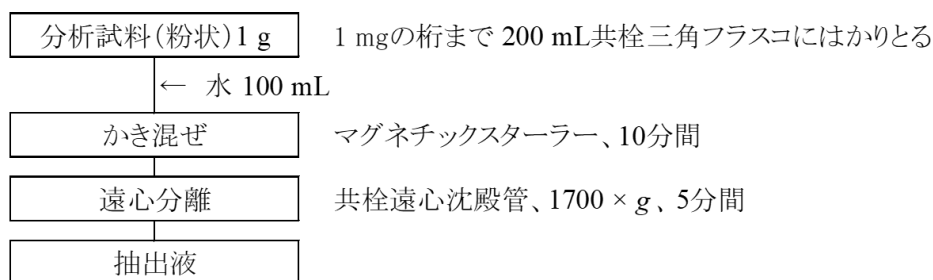 分析試料(粉状)1 g 1 mgの桁まで 200 mL共栓三角フラスコにはかりとる
← 水 100 mL
かき混ぜ マグネチックスターラー、10分間
遠心分離 共栓遠心沈殿管、1700 × g、5分間
抽出液